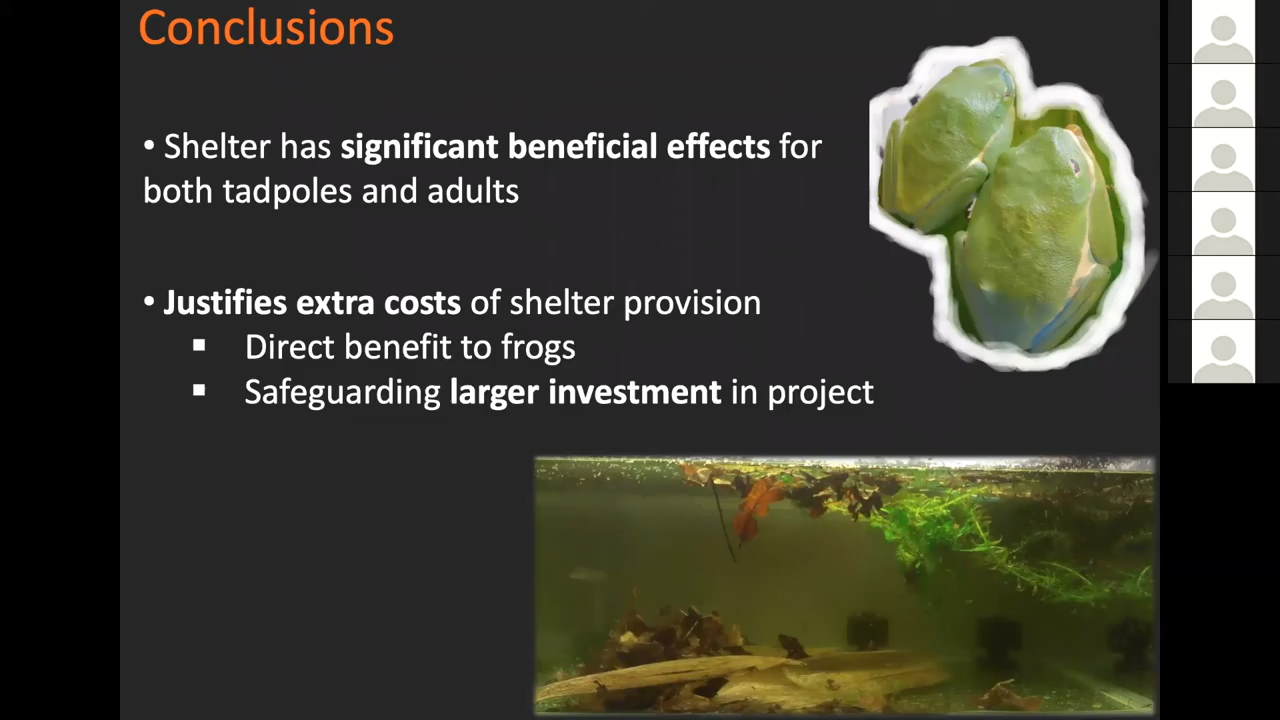 Conclusions
• Shelter has significant beneficial effects for
both tadpoles and adults
• Justifies extra costs of shelter provision
▪ Direct benefit to frogs
▪ Safeguarding larger investment in project